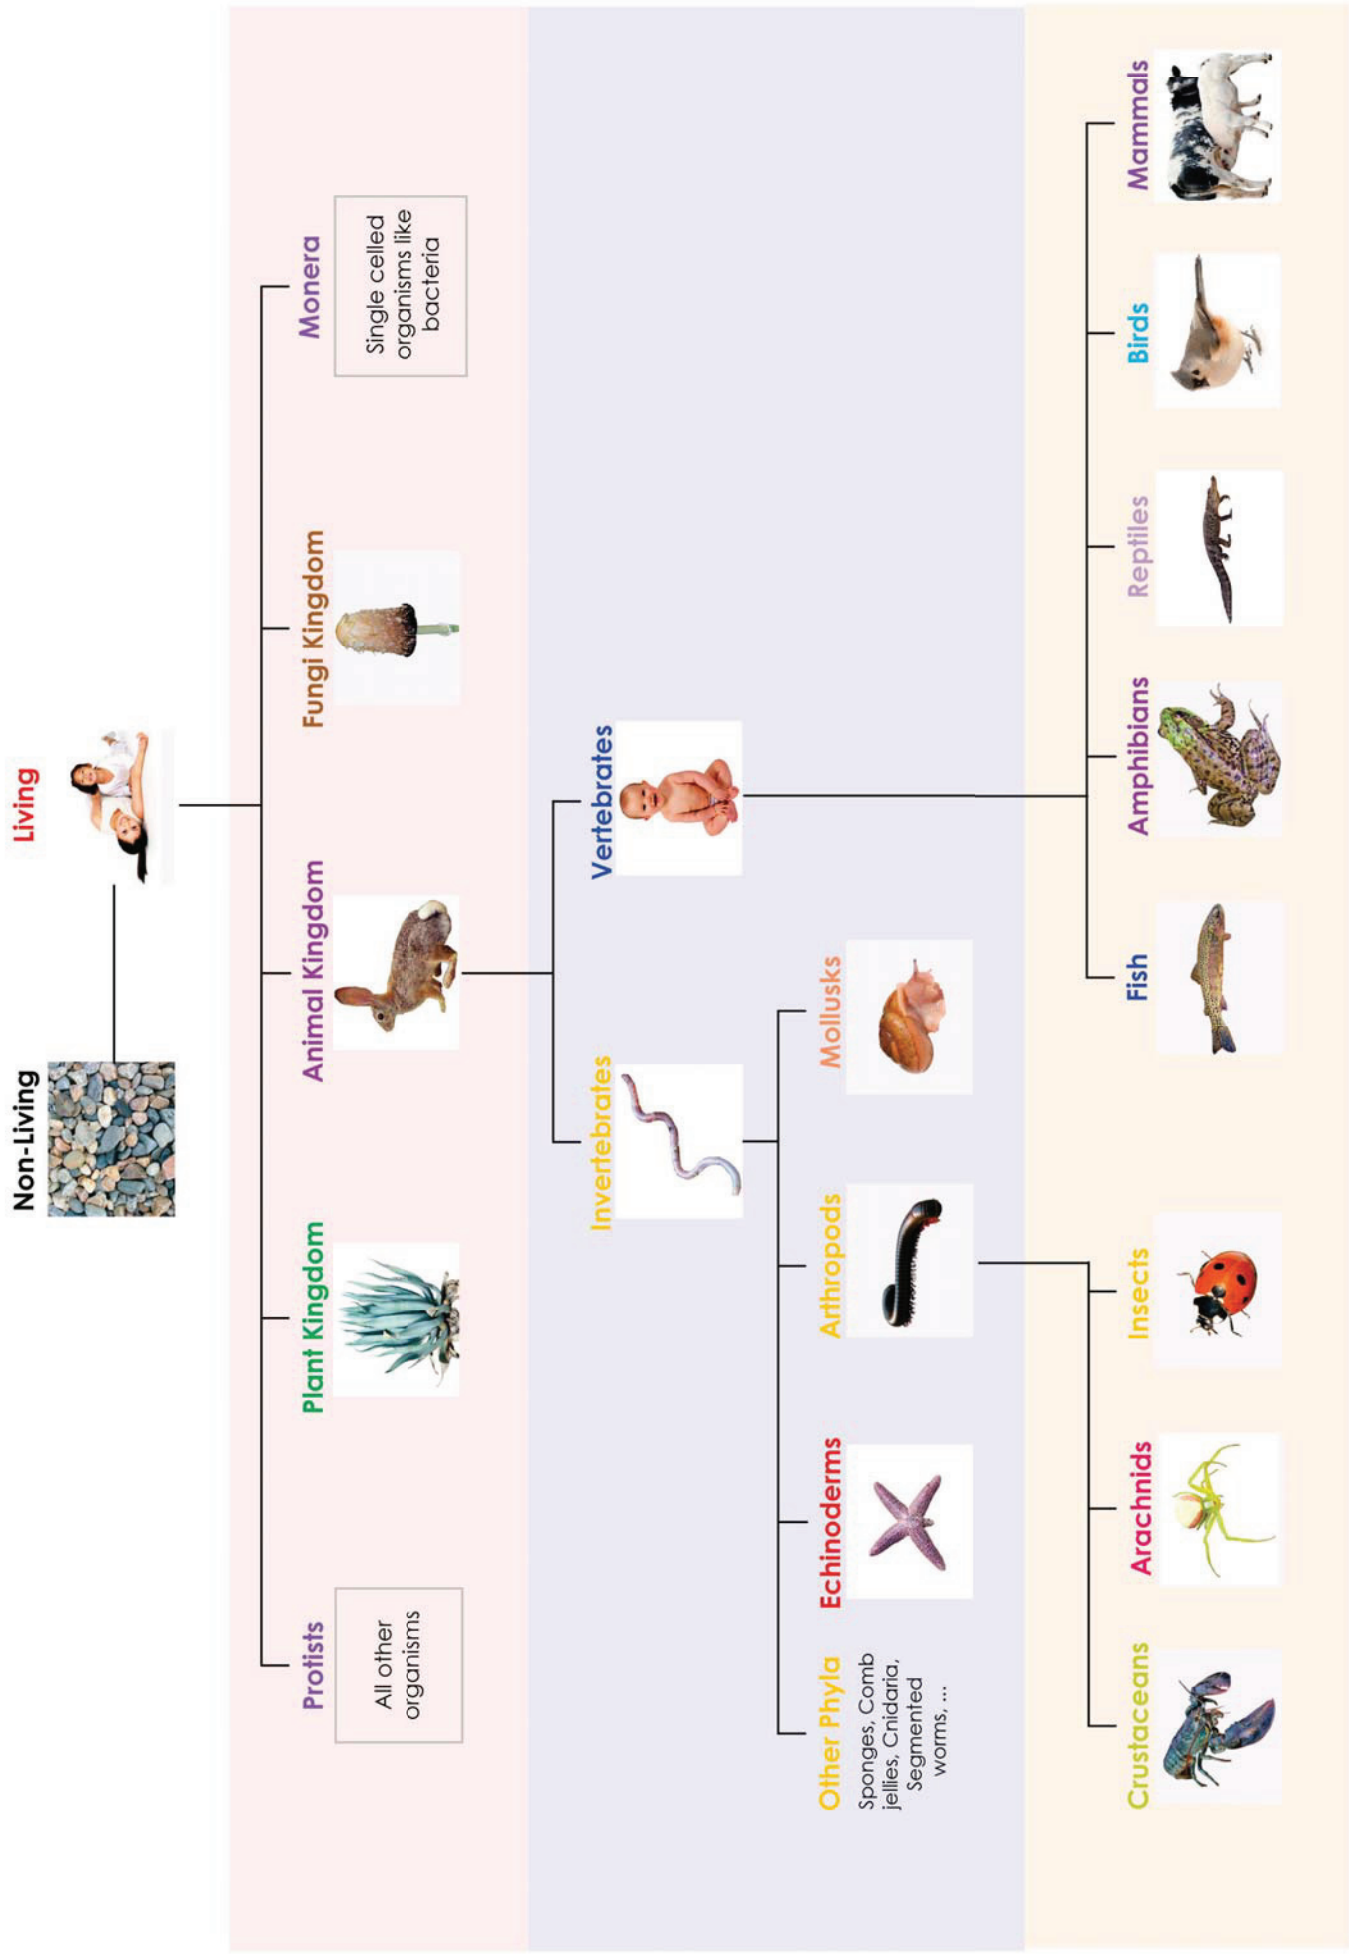 Non-Living
Living
Protists
All other
organisms
Plant Kingdom
Animal Kingdom
Fungi Kingdom
Monera
Single celled
organisms like
bacteria
Invertebrates
Vertebrates
Other Phyla
Sponges, Comb
jellies, Cnidaria,
Segmented
worms, ...
Echinoderms
Arthropods
Mollusks
Crustaceans
Arachnids
Insects
Fish
Amphibians
Reptiles
Birds
Mammals